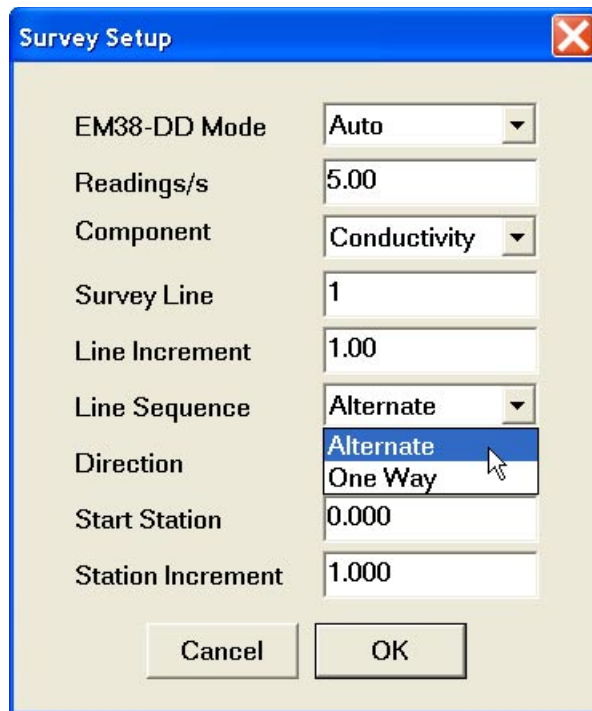 Survey Setup
EM38-DD Mode Auto
Readings/s 5.00
Component Conductivity
Survey Line 1
Line Increment 1.00
Line Sequence Alternate
Alternate
Direction One Way
Start Station 0.000
Station Increment 1.000
Cancel OK